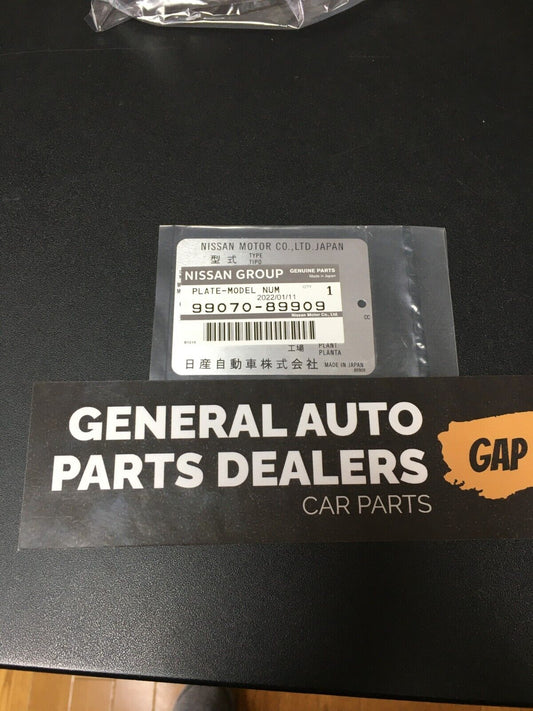 NISSAN MOTOR CO.,LTD.JAPAN
型式 TYPE
TIPO
NISSAN GROUP GENUINE PARTS
Made in Japan
PLATE-MODEL NUM QTY 1
2022/01/11
99070-89909
Nissan Motor Co., Ltd
CC
工場 PLANT
PLANTA
日産自動車株式会社 MADE IN JAPAN
GENERAL AUTO
PARTS DEALERS
CAR PARTS
GAP